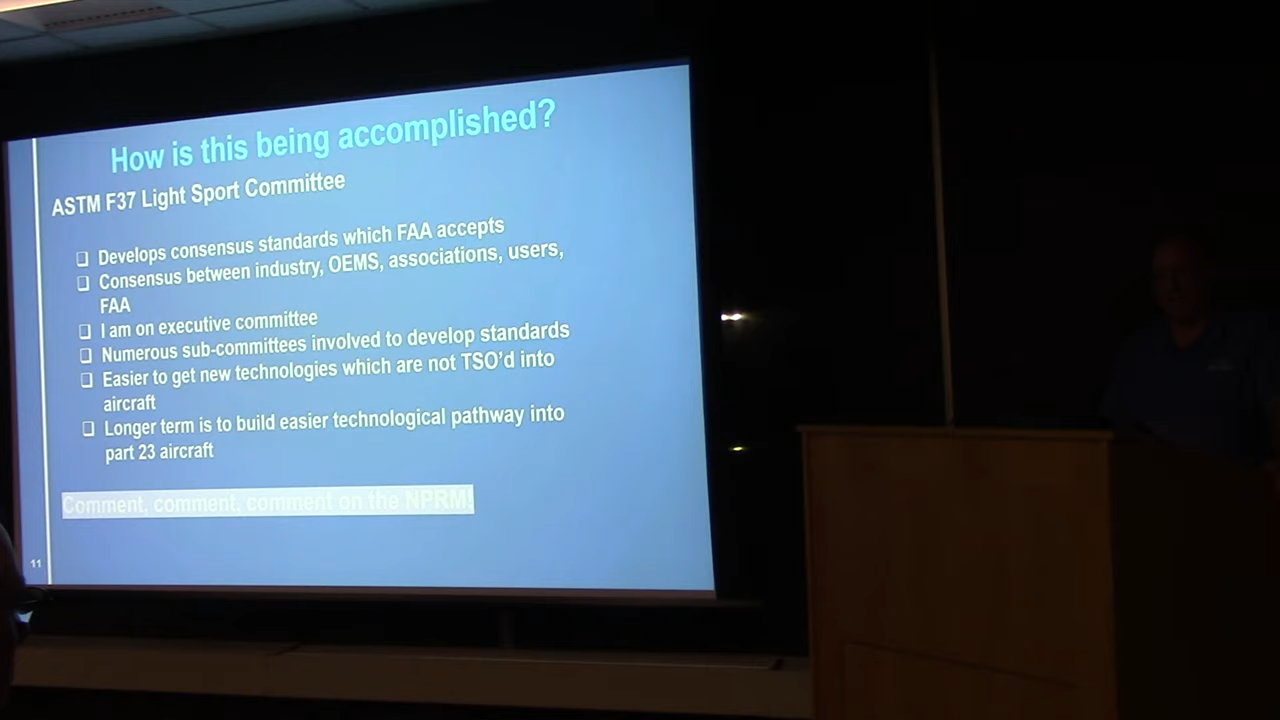 How is this being accomplished?
ASTM F37 Light Sport Committee
❑ Develops consensus standards which FAA accepts
❑ Consensus between industry, OEMS, associations, users,
FAA
❑ I am on executive committee
❑ Numerous sub-committees involved to develop standards
❑ Easier to get new technologies which are not TSO'd into
aircraft
❑ Longer term is to build easier technological pathway into
part 23 aircraft
Comment, comment, comment on the NPRM!
11